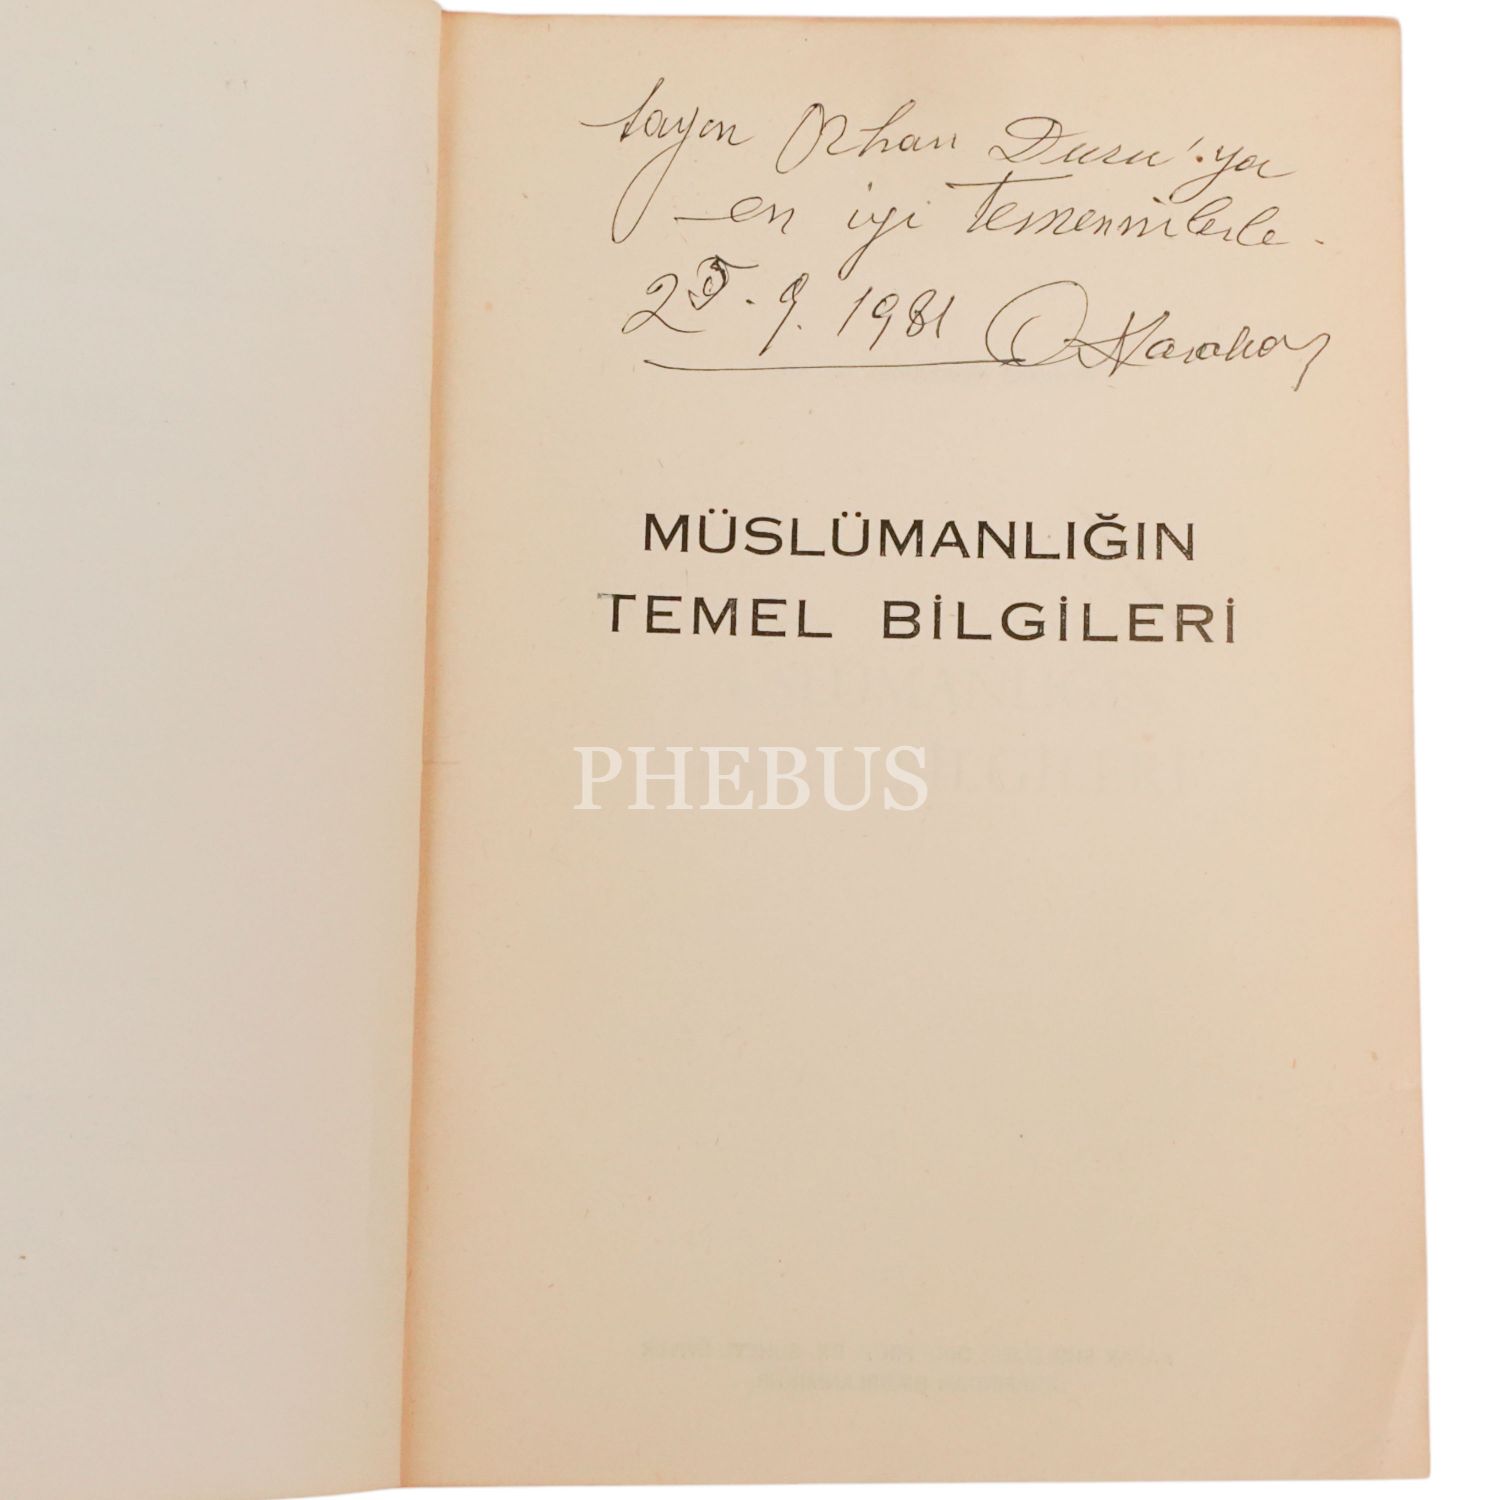 Sayın Orhan Duru'ya
en iyi temennilerle.
25.9.1981
MÜSLÜMANLIĞIN
TEMEL BİLGİLERİ
PHEBUS